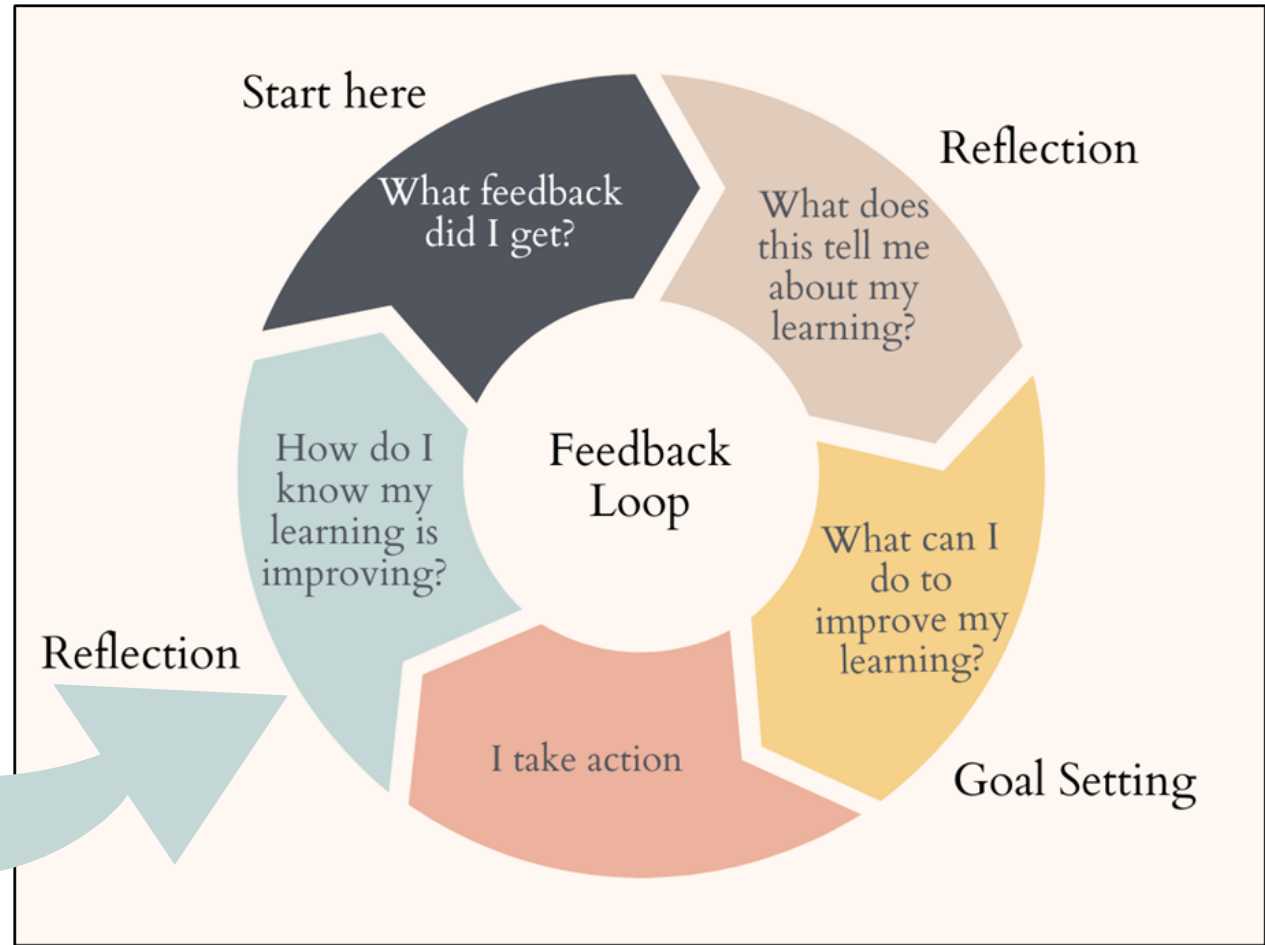 Start here
What feedback
did I get?
Reflection
What does
this tell me
about my
learning?
What can I
do to
improve my
learning?
Goal Setting
I take action
How do I
know my
learning is
improving?
Reflection
Feedback
Loop